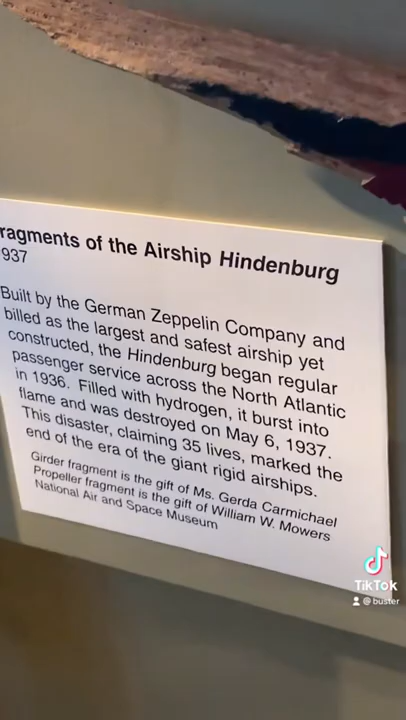 ragments of the Airship Hindenburg
937
Built by the German Zeppelin Company and
billed as the largest and safest airship yet
constructed, the Hindenburg began regular
passenger service across the North Atlantic
in 1936. Filled with hydrogen, it burst into
flame and was destroyed on May 6, 1937.
This disaster, claiming 35 lives, marked the
end of the era of the giant rigid airships.
Girder fragment is the gift of Ms. Gerda Carmichael
Propeller fragment is the gift of William W. Mowers
National Air and Space Museum
TikTok
@buster